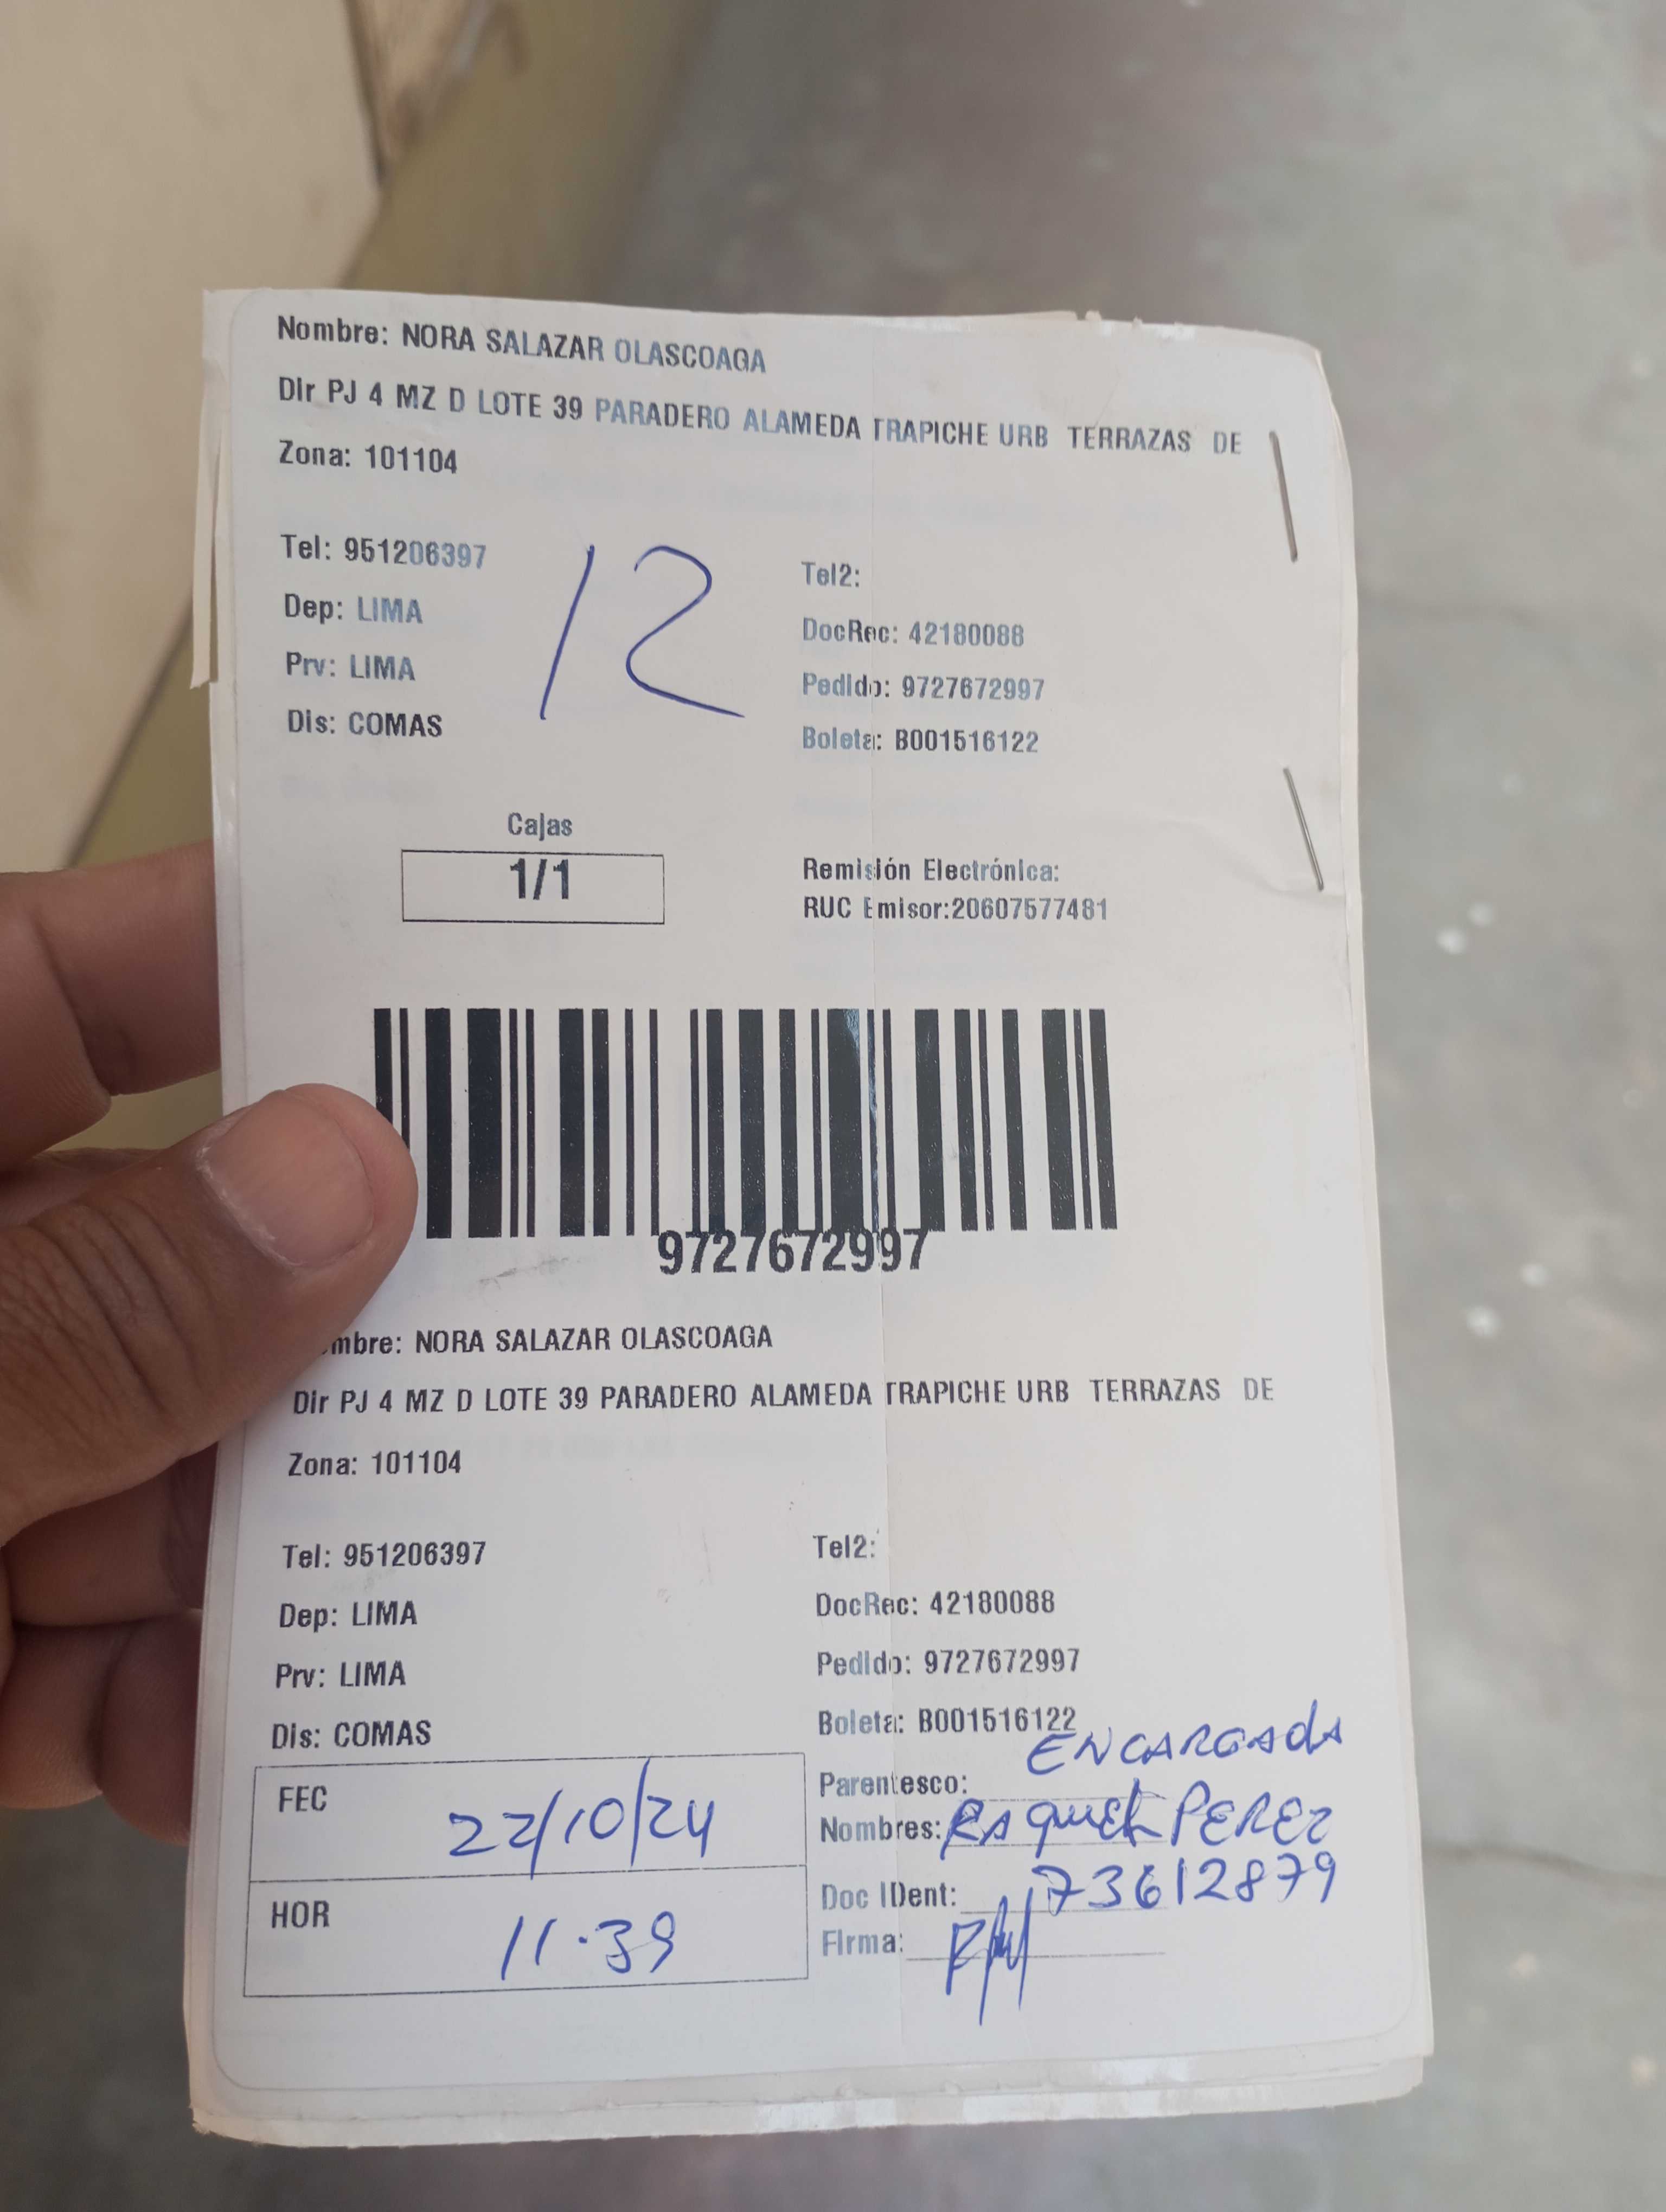 Nombre: NORA SALAZAR OLASCOAGA
Dir PJ 4 MZ D LOTE 39 PARADERO ALAMEDA TRAPICHE URB TERRAZAS DE
Zona: 101104
Tel: 951206397
Dep: LIMA
Prv: LIMA
Dis: COMAS
12
Tel2:
DocRec: 42180088
Pedido: 9727672997
Boleta: B001516122
Cajas
1/1
Remisión Electrónica:
RUC Emisor:20607577481
9727672997
mbre: NORA SALAZAR OLASCOAGA
Dir PJ 4 MZ D LOTE 39 PARADERO ALAMEDA TRAPICHE URB TERRAZAS DE
Zona: 101104
Tel: 951206397
Dep: LIMA
Prv: LIMA
Dis: COMAS
Tel2:
DocRec: 42180088
Pedido: 9727672997
Boleta: B001516122
Parentesco: ENCARGADA
Nombres: RAQUEL PEREZ
Doc IDent: 73612879
Firma:
FEC 22/10/24
HOR 11.39